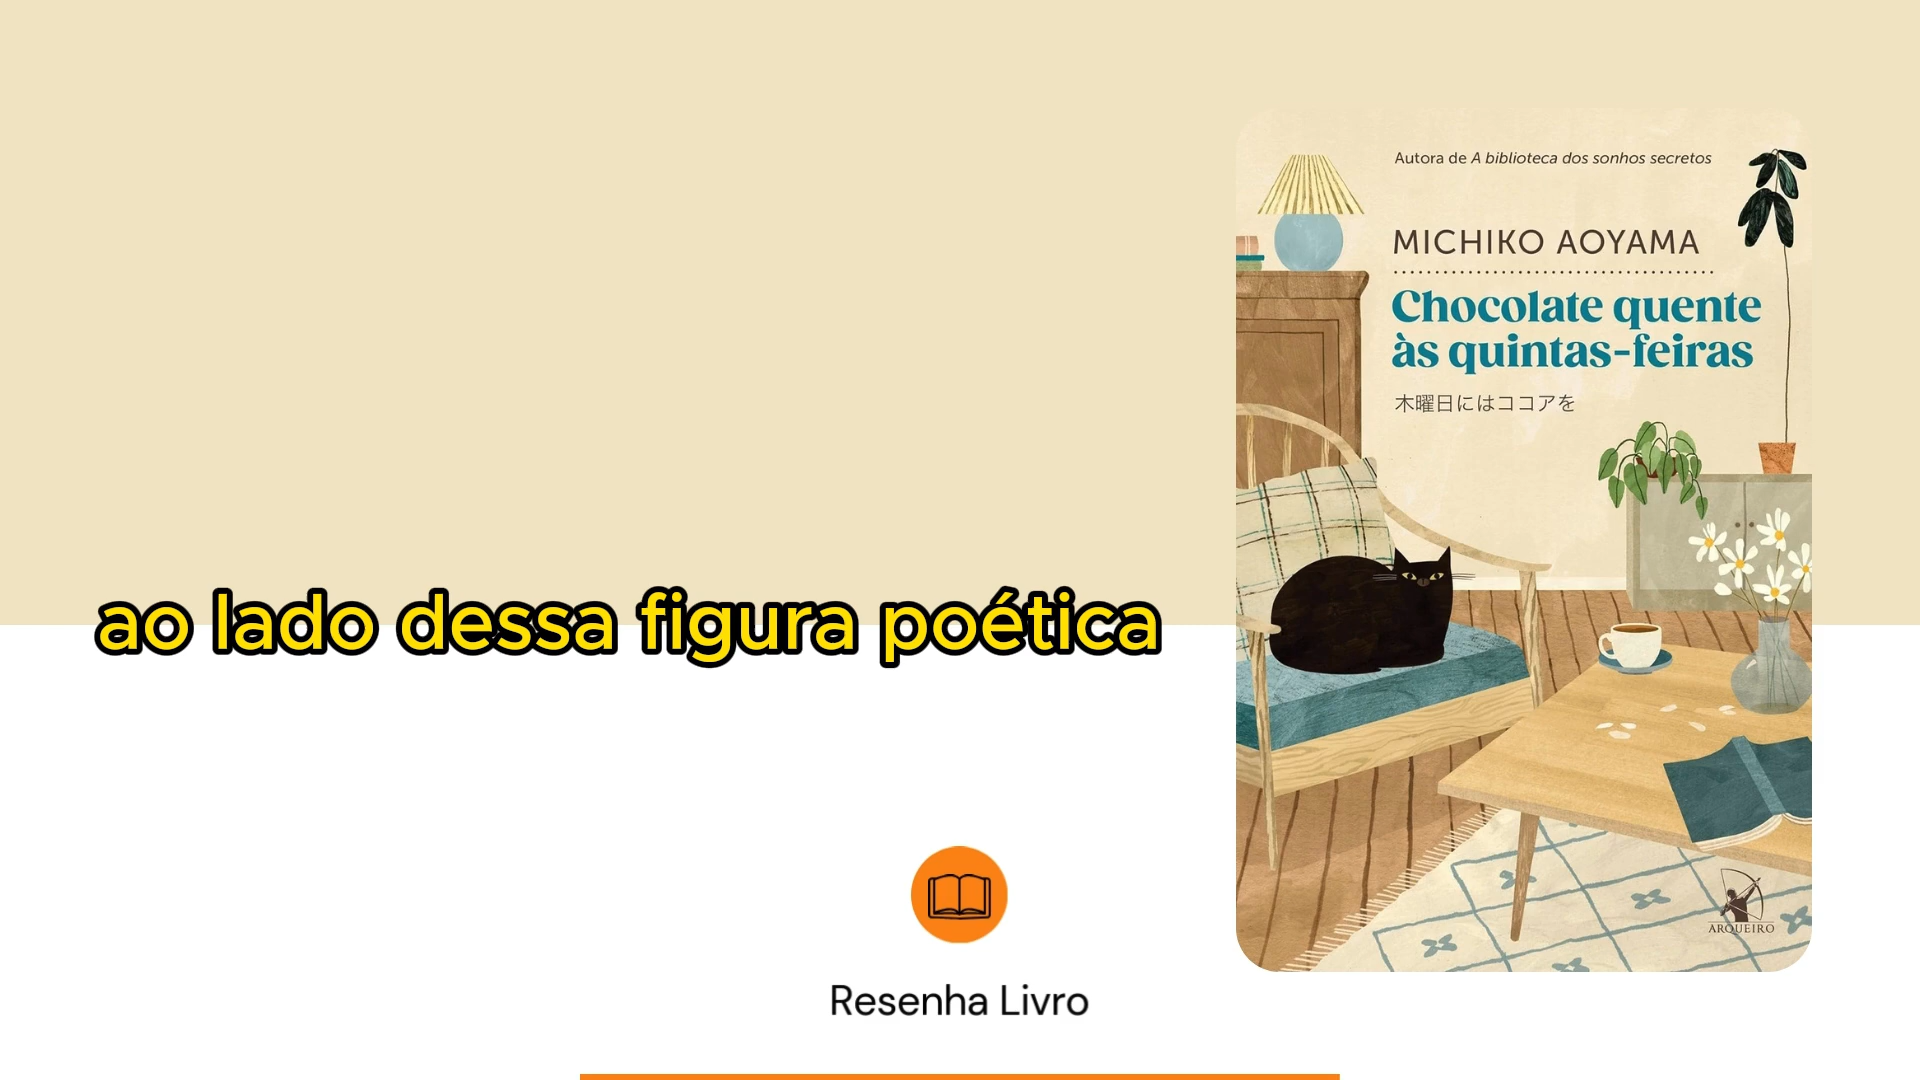 Autora de A biblioteca dos sonhos secretos
MICHIKO AOYAMA
Chocolate quente
às quintas-feiras
木曜日にはココアを
ao lado dessa figura poética
ARQUEIRO
Resenha Livro